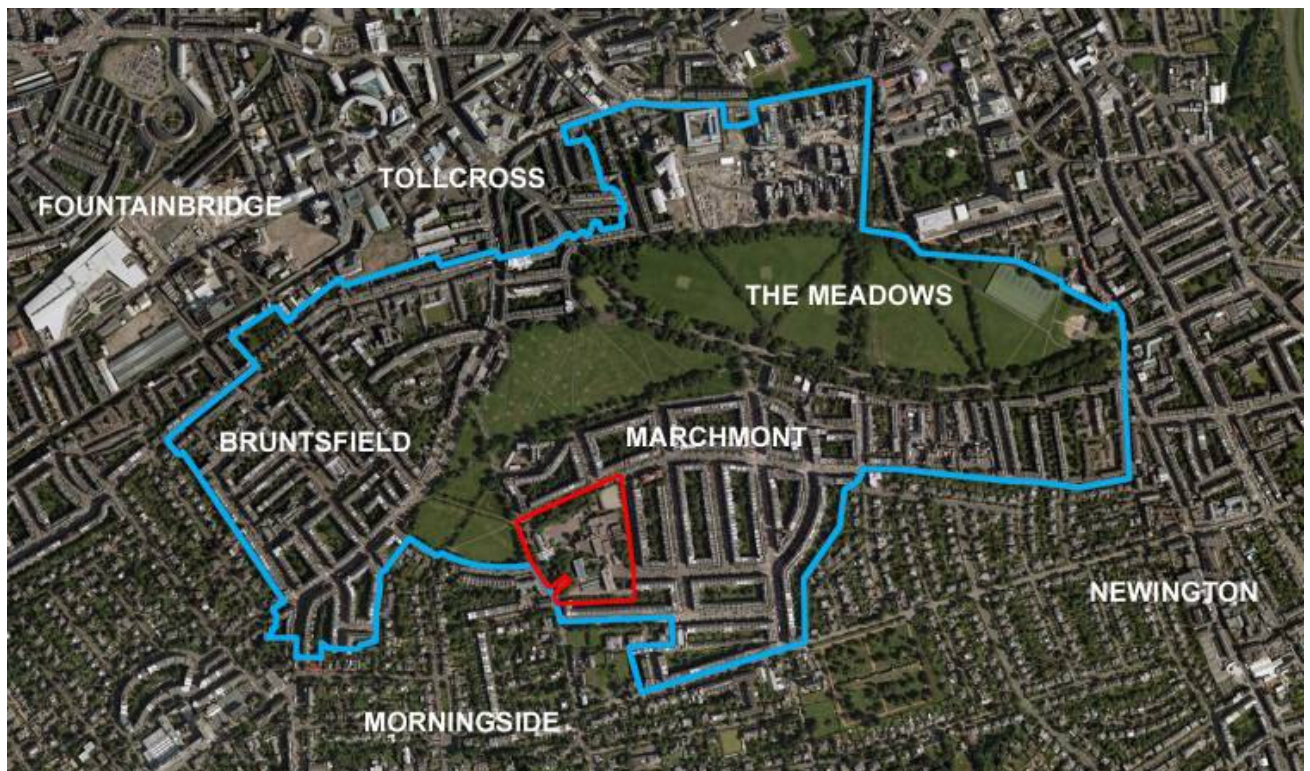 TOLLCROSS
FOUNTAINBRIDGE
THE MEADOWS
BRUNTSFIELD
MARCHMONT
NEWINGTON
MORNINGSIDE